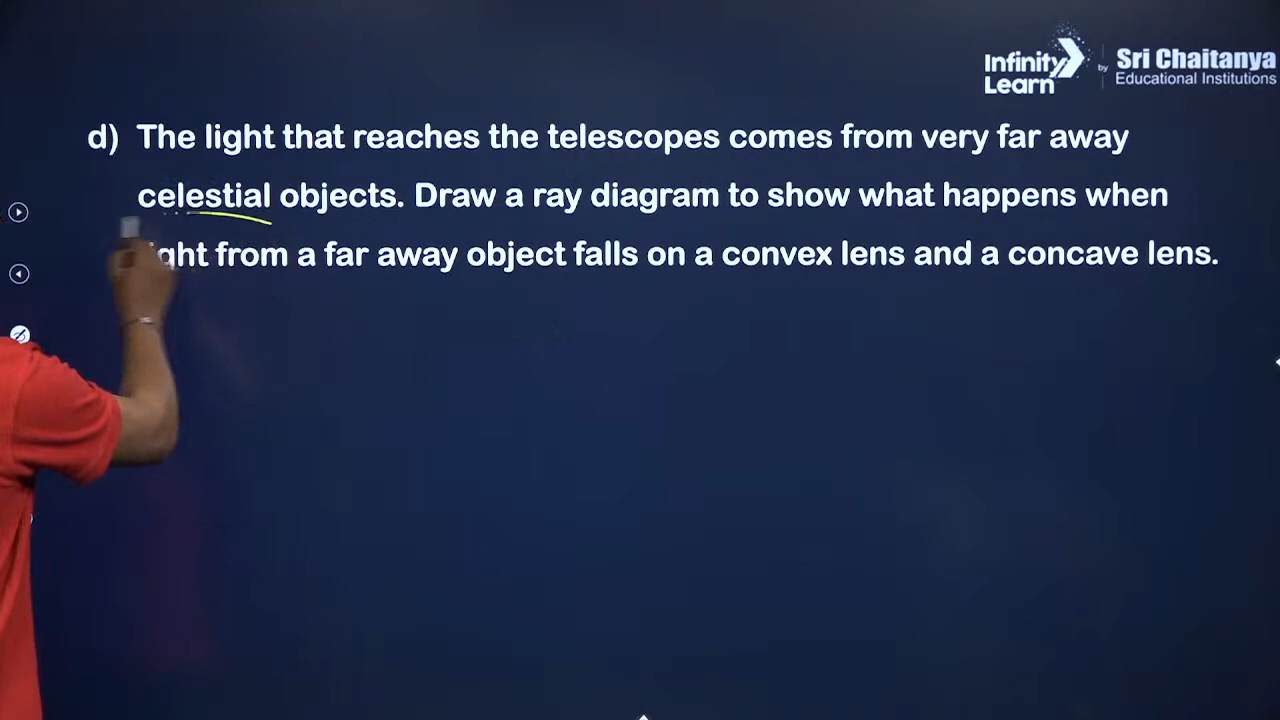 Infinity Learn by Sri Chaitanya Educational Institutions
d) The light that reaches the telescopes comes from very far away
celestial objects. Draw a ray diagram to show what happens when
from a far away object falls on a convex lens and a concave lens.